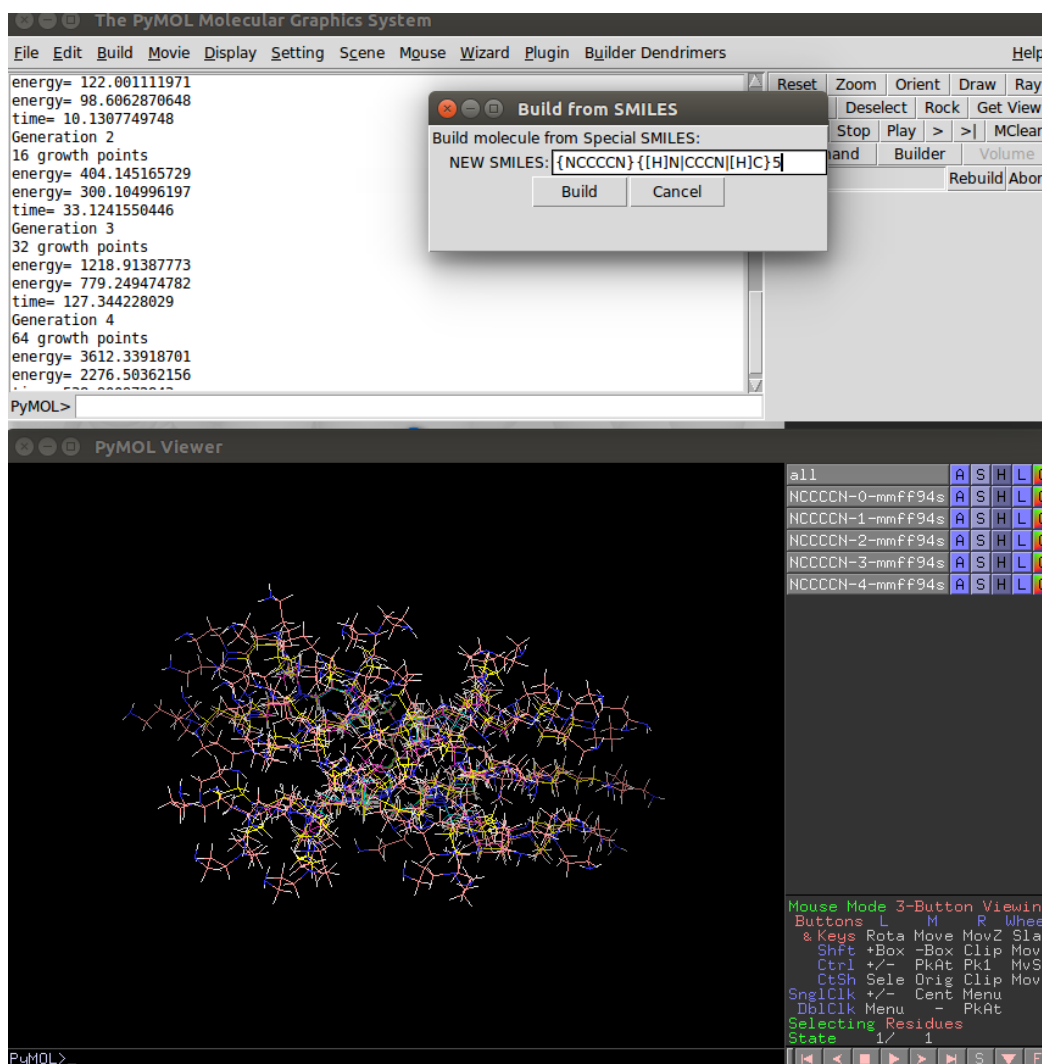 The PyMOL Molecular Graphics System
File Edit Build Movie Display Setting Scene Mouse Wizard Plugin Builder Dendrimers Help
energy= 122.001111971
energy= 98.6062870648
time= 10.1307749748
Generation 2
16 growth points
energy= 404.145165729
energy= 300.104996197
time= 33.1241550446
Generation 3
32 growth points
energy= 1218.91387773
energy= 779.249474782
time= 127.344228029
Generation 4
64 growth points
energy= 3612.33918701
energy= 2276.50362156
PyMOL>
Build from SMILES
Build molecule from Special SMILES:
NEW SMILES: {NCCCCN}{[H]N|CCCN|[H]C}5
Build Cancel
Reset Zoom Orient Draw Ray
Deselect Rock Get View
Stop Play > >| MClear
and Builder Volume
Rebuild Abor
PyMOL Viewer
all A S H L
NCCCCN-0-mmff94s A S H L
NCCCCN-1-mmff94s A S H L
NCCCCN-2-mmff94s A S H L
NCCCCN-3-mmff94s A S H L
NCCCCN-4-mmff94s A S H L
Mouse Mode 3-Button Viewin
Buttons L M R Whee
& Keys Rota Move MovZ Sla
Shft +Box -Box Clip Mov
Ctrl +/- PkAt Pk1 MvS
CtSh Sele Orig Clip Mov
SnglClk +/- Cent Menu
DblClk Menu - PkAt
Selecting Residues
State 1/ 1
PyMOL>_
S F